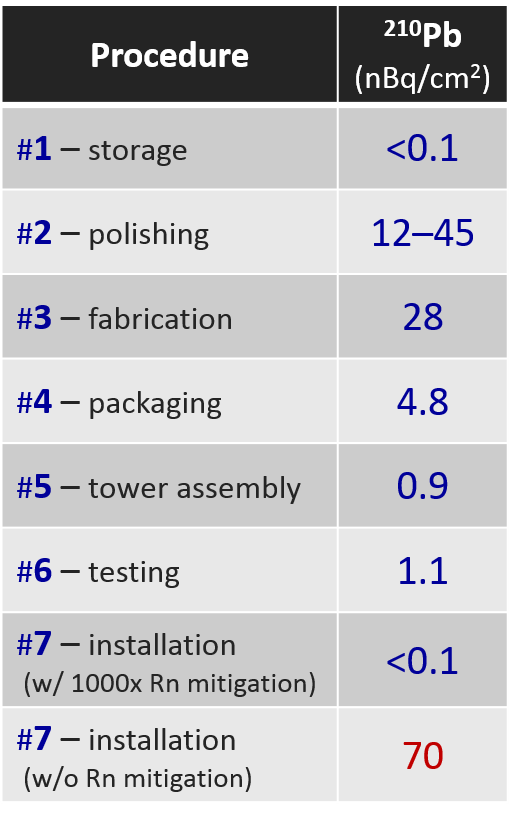 Procedure
²¹⁰Pb
(nBq/cm²)
#1 – storage
<0.1
#2 – polishing
12–45
#3 – fabrication
28
#4 – packaging
4.8
#5 – tower assembly
0.9
#6 – testing
1.1
#7 – installation
(w/ 1000x Rn mitigation)
<0.1
#7 – installation
(w/o Rn mitigation)
70